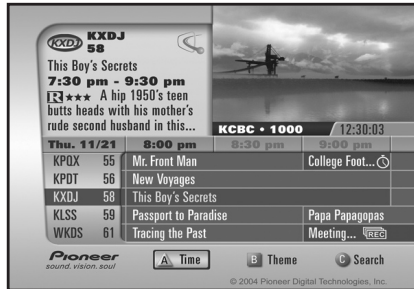 KXDJ KXDJ
58
This Boy's Secrets
7:30 pm - 9:30 pm
R ★★★ A hip 1950's teen
butts heads with his mother's
rude second husband in this...
KCBC • 1000 12:30:03
Thu. 11/21 8:00 pm 8:30 pm 9:00 pm
KPQX 55 Mr. Front Man College Foot...
KPDT 56 New Voyages
KXDJ 58 This Boy's Secrets
KLSS 59 Passport to Paradise Papa Papagopas
WKDS 61 Tracing the Past Meeting... REC
Pioneer A Time B Theme C Search
sound.vision.soul
© 2004 Pioneer Digital Technologies, Inc.